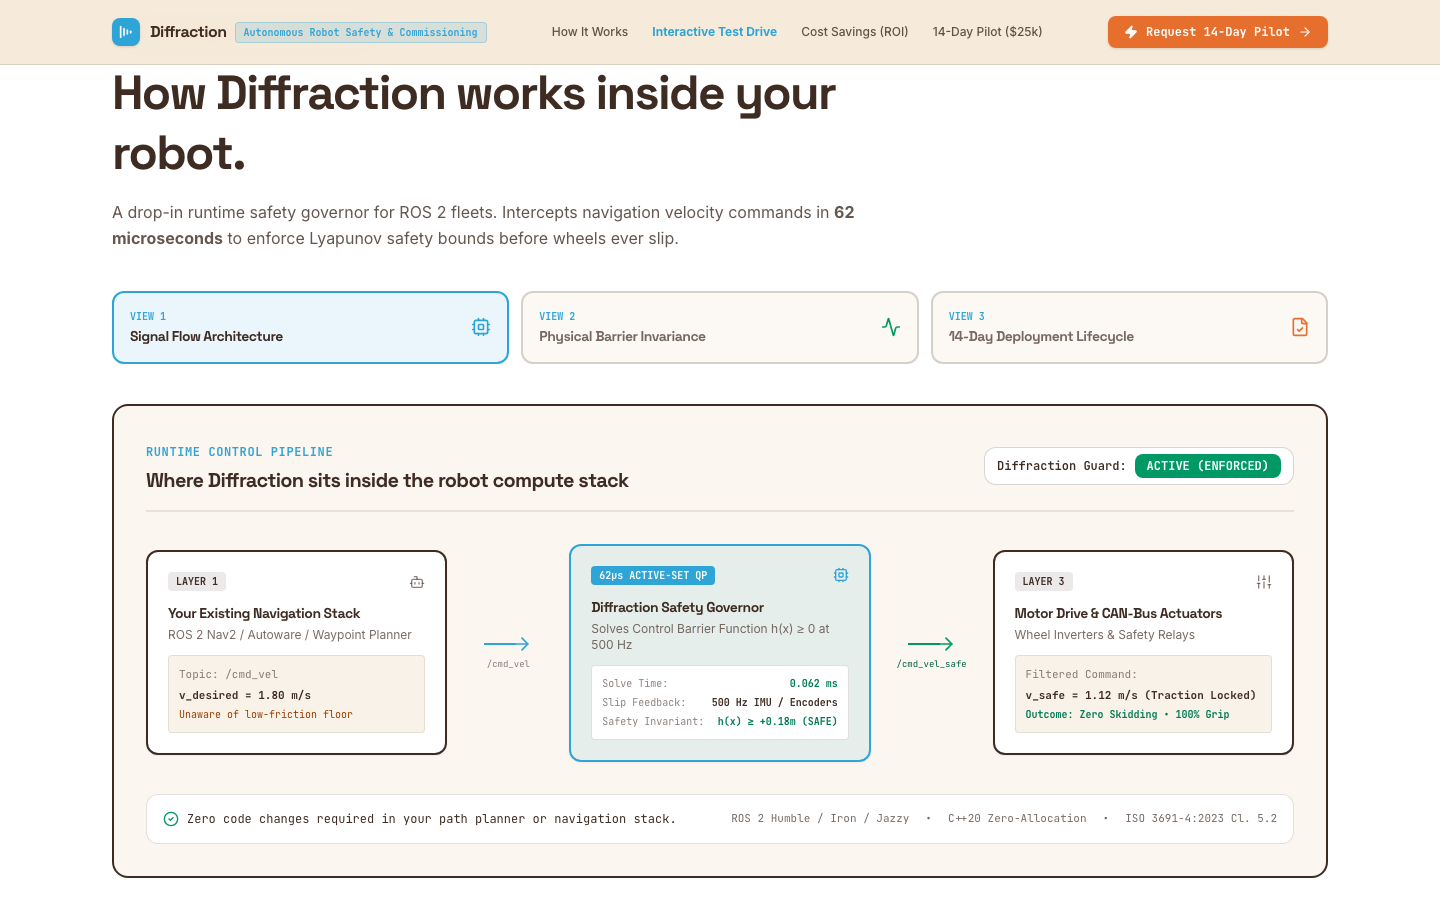 Diffraction
Autonomous Robot Safety & Commissioning
How It Works
Interactive Test Drive
Cost Savings (ROI)
14-Day Pilot ($25k)
Request 14-Day Pilot →
How Diffraction works inside your
robot.
A drop-in runtime safety governor for ROS 2 fleets. Intercepts navigation velocity commands in 62
microseconds to enforce Lyapunov safety bounds before wheels ever slip.
VIEW 1
Signal Flow Architecture
VIEW 2
Physical Barrier Invariance
VIEW 3
14-Day Deployment Lifecycle
RUNTIME CONTROL PIPELINE
Where Diffraction sits inside the robot compute stack
Diffraction Guard: ACTIVE (ENFORCED)
LAYER 1
Your Existing Navigation Stack
ROS 2 Nav2 / Autoware / Waypoint Planner
Topic: /cmd_vel
v_desired = 1.80 m/s
Unaware of low-friction floor
/cmd_vel
62µs ACTIVE-SET QP
Diffraction Safety Governor
Solves Control Barrier Function h(x) ≥ 0 at
500 Hz
Solve Time: 0.062 ms
Slip Feedback: 500 Hz IMU / Encoders
Safety Invariant: h(x) ≥ +0.18m (SAFE)
/cmd_vel_safe
LAYER 3
Motor Drive & CAN-Bus Actuators
Wheel Inverters & Safety Relays
Filtered Command:
v_safe = 1.12 m/s (Traction Locked)
Outcome: Zero Skidding • 100% Grip
Zero code changes required in your path planner or navigation stack.
ROS 2 Humble / Iron / Jazzy • C++20 Zero-Allocation • ISO 3691-4:2023 Cl. 5.2